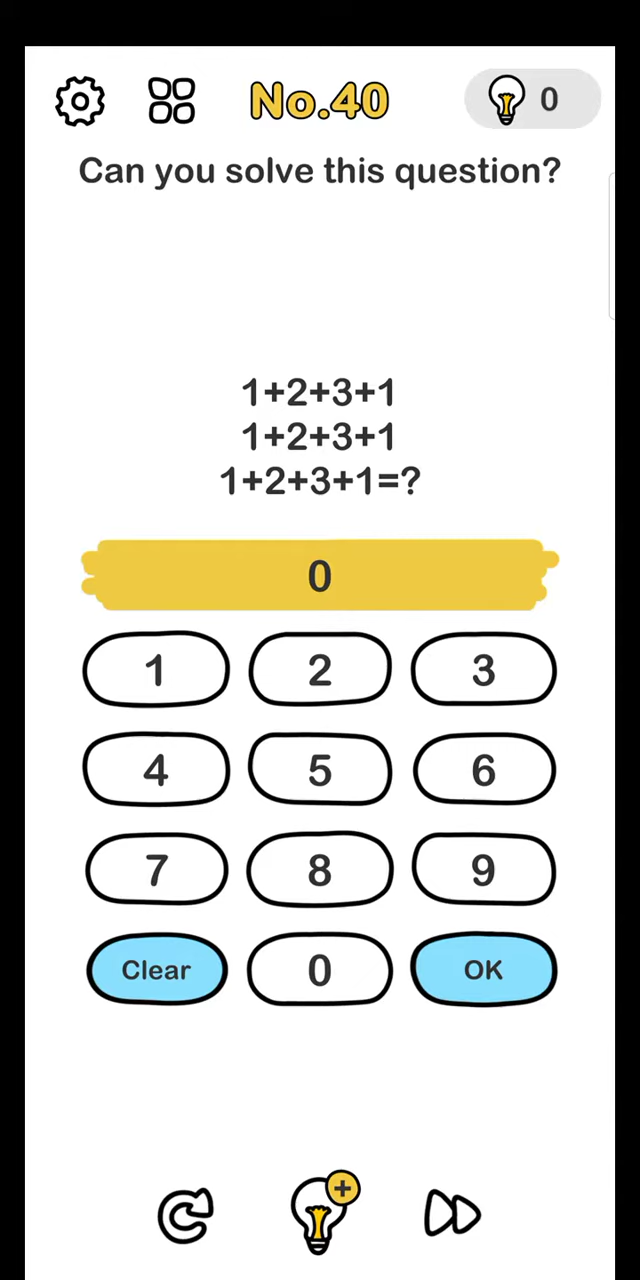 No.40
0
Can you solve this question?
1+2+3+1
1+2+3+1
1+2+3+1=?
0
1 2 3
4 5 6
7 8 9
Clear 0 OK
+